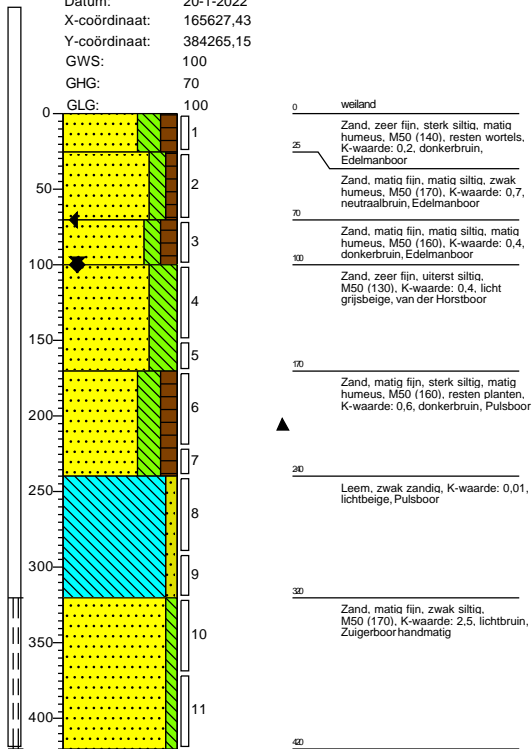 Datum: 20-1-2022
X-coördinaat: 165627,43
Y-coördinaat: 384265,15
GWS: 100
GHG: 70
GLG: 100
0
50
100
150
200
250
300
350
400
1
2
3
4
5
6
7
8
9
10
11
0 weiland
Zand, zeer fijn, sterk siltig, matig
humeus, M50 (140), resten wortels,
K-waarde: 0,2, donkerbruin,
Edelmanboor
25
Zand, matig fijn, matig siltig, zwak
humeus, M50 (170), K-waarde: 0,7,
neutraalbruin, Edelmanboor
70
Zand, matig fijn, matig siltig, matig
humeus, M50 (160), K-waarde: 0,4,
donkerbruin, Edelmanboor
100
Zand, zeer fijn, uiterst siltig,
M50 (130), K-waarde: 0,4, licht
grijsbeige, van der Horstboor
170
Zand, matig fijn, sterk siltig, matig
humeus, M50 (160), resten planten,
K-waarde: 0,6, donkerbruin, Pulsboor
240
Leem, zwak zandig, K-waarde: 0,01,
lichtbeige, Pulsboor
320
Zand, matig fijn, zwak siltig,
M50 (170), K-waarde: 2,5, lichtbruin,
Zuigerboor handmatig
420